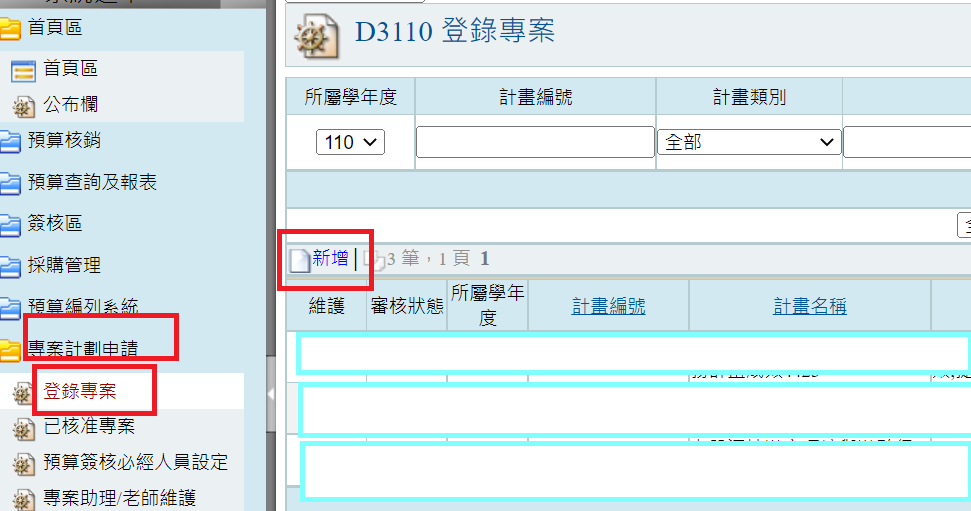 首頁區
首頁區
公布欄
預算核銷
預算查詢及報表
簽核區
採購管理
預算編列系統
專案計劃申請
登錄專案
已核准專案
預算簽核必經人員設定
專案助理/老師維護
D3110 登錄專案
所屬學年度 計畫編號 計畫類別
110 全部
新增 3 筆，1 頁 1
維護 審核狀態 所屬學年度 計畫編號 計畫名稱